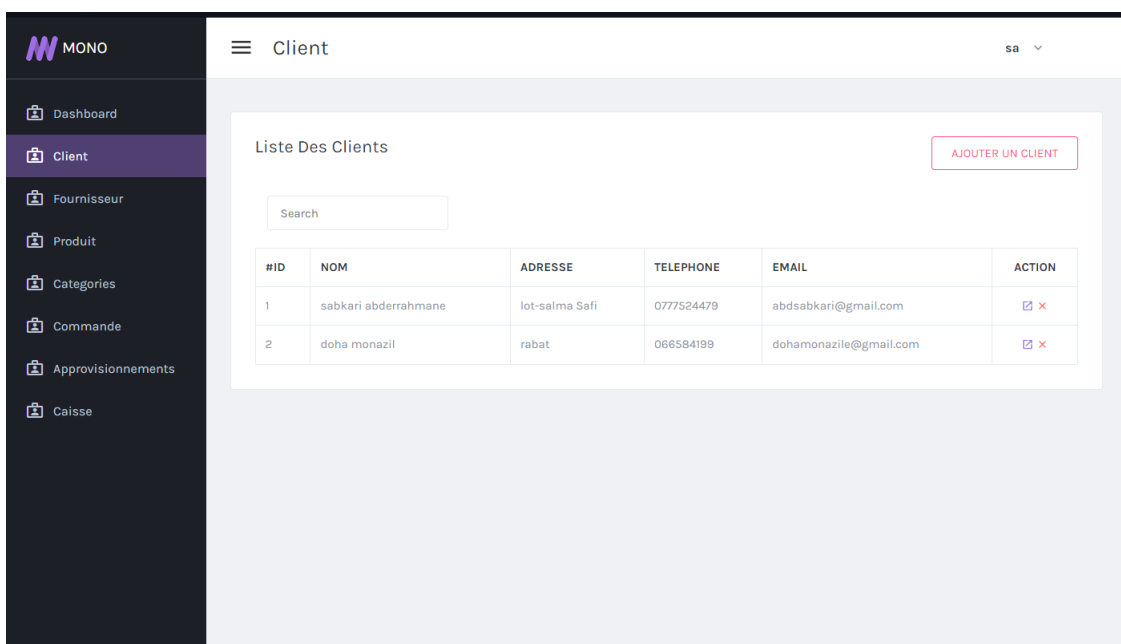 MONO
Client
sa
Dashboard
Client
Fournisseur
Produit
Categories
Commande
Approvisionnements
Caisse
Liste Des Clients
AJOUTER UN CLIENT
Search
#ID NOM ADRESSE TELEPHONE EMAIL ACTION
1 sabkari abderrahmane lot-salma Safi 0777524479 abdsabkari@gmail.com
2 doha monazil rabat 066584199 dohamonazile@gmail.com